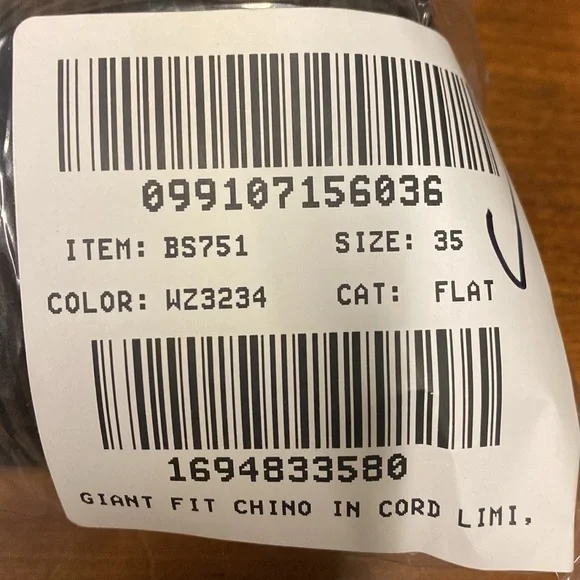 099107156036
ITEM: BS751 SIZE: 35
COLOR: WZ3234 CAT: FLAT
1694833580
GIANT FIT CHINO IN CORD LIMI,